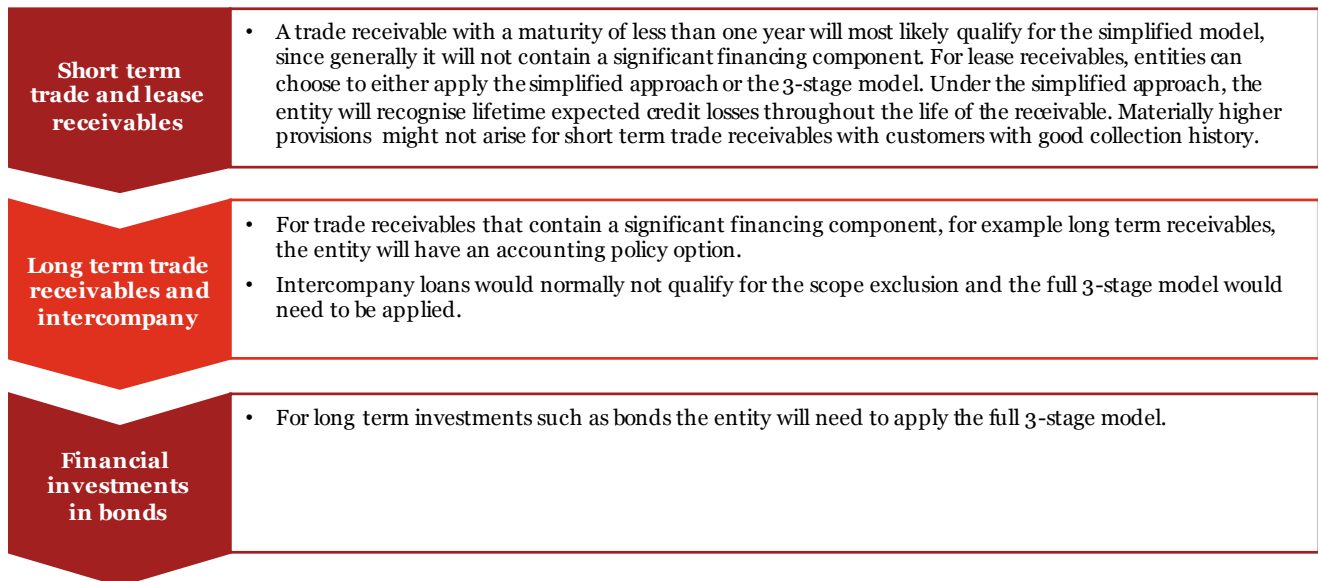 Short term
trade and lease
receivables
• A trade receivable with a maturity of less than one year will most likely qualify for the simplified model,
since generally it will not contain a significant financing component. For lease receivables, entities can
choose to either apply the simplified approach or the 3-stage model. Under the simplified approach, the
entity will recognise lifetime expected credit losses throughout the life of the receivable. Materially higher
provisions might not arise for short term trade receivables with customers with good collection history.
Long term trade
receivables and
intercompany
• For trade receivables that contain a significant financing component, for example long term receivables,
the entity will have an accounting policy option.
• Intercompany loans would normally not qualify for the scope exclusion and the full 3-stage model would
need to be applied.
Financial
investments
in bonds
• For long term investments such as bonds the entity will need to apply the full 3-stage model.